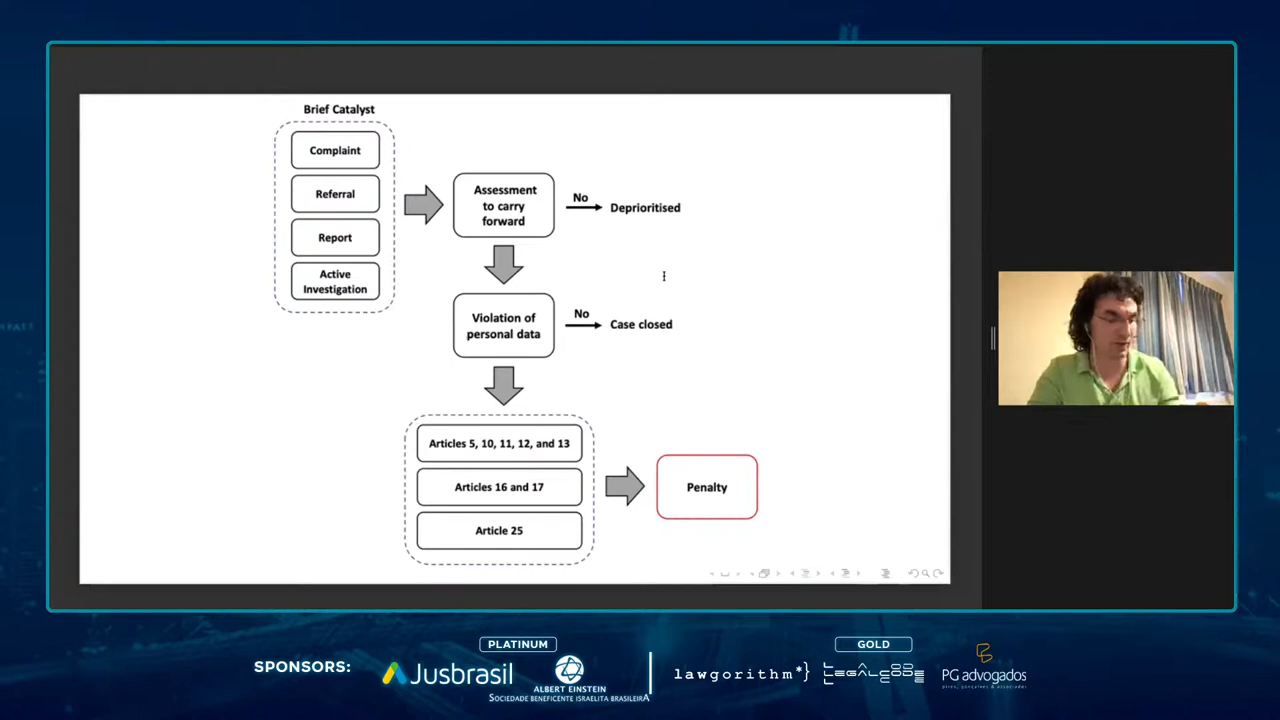 Brief Catalyst
Complaint
Referral
Report
Active
Investigation
Assessment
to carry
forward
No
Deprioritised
Violation of
personal data
No
Case closed
Articles 5, 10, 11, 12, and 13
Articles 16 and 17
Article 25
Penalty
SPONSORS:
PLATINUM
Jusbrasil
ALBERT EINSTEIN
SOCIEDADE BENEFICENTE ISRAELITA BRASILEIRA
GOLD
lawgorithm*}
LEGALCODE
PG advogados